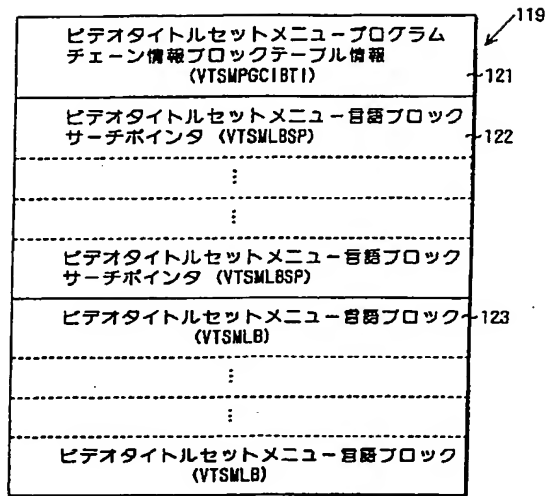 119
ビデオタイトルセットメニュープログラム
チェーン情報ブロックテーブル情報
(VTSMPGCIBTI)
121
ビデオタイトルセットメニュー言語ブロック
サーチポインタ (VTSMLBSP)
122
⋮
⋮
ビデオタイトルセットメニュー言語ブロック
サーチポインタ (VTSMLBSP)
ビデオタイトルセットメニュー言語ブロック
(VTSMLB)
123
⋮
⋮
ビデオタイトルセットメニュー言語ブロック
(VTSMLB)